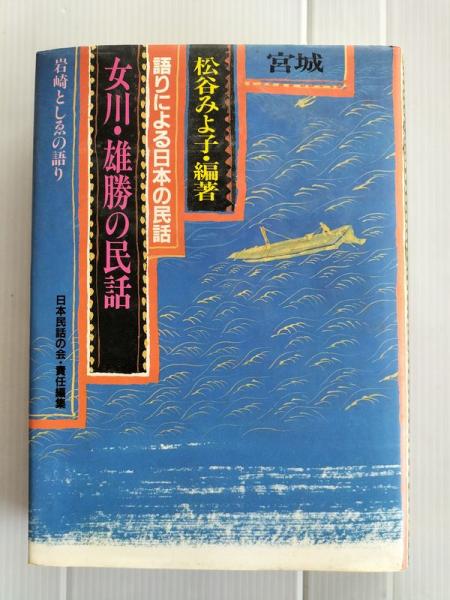 宮城
松谷みよ子・編著
語りによる日本の民話
女川・雄勝の民話
岩崎としゑの語り
日本民話の会・責任編集